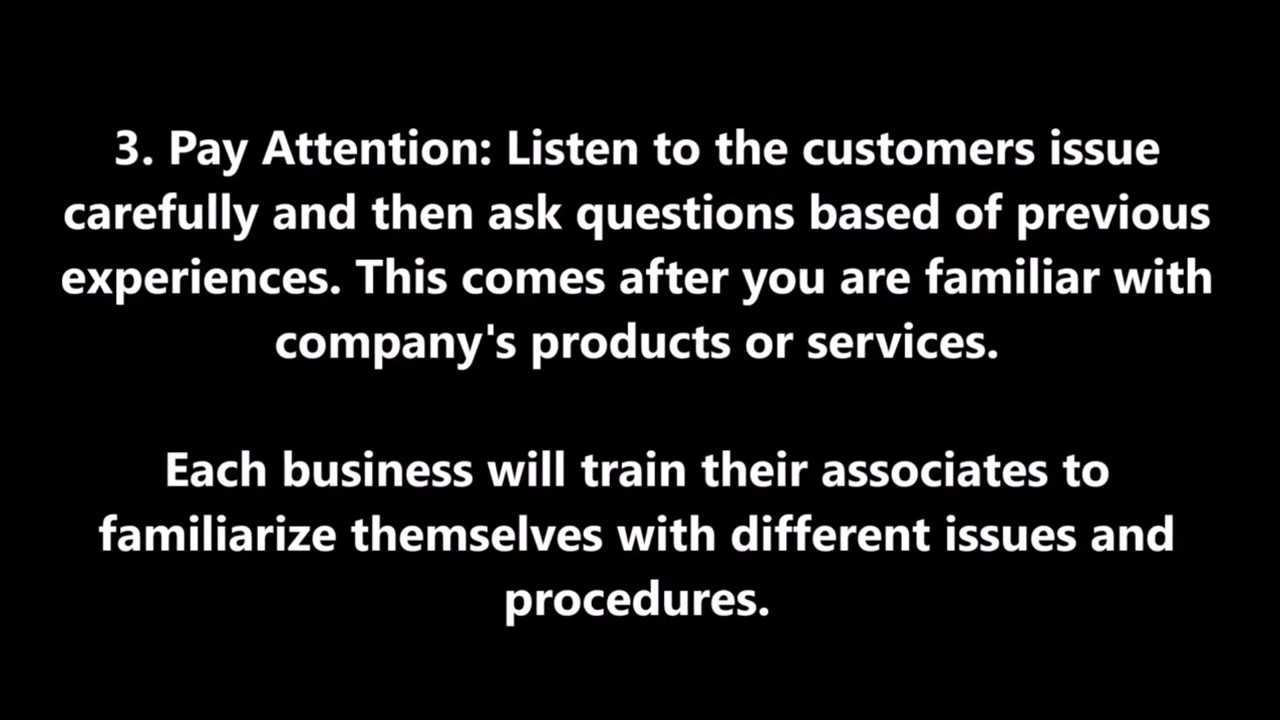 3. Pay Attention: Listen to the customers issue
carefully and then ask questions based of previous
experiences. This comes after you are familiar with
company's products or services.
Each business will train their associates to
familiarize themselves with different issues and
procedures.